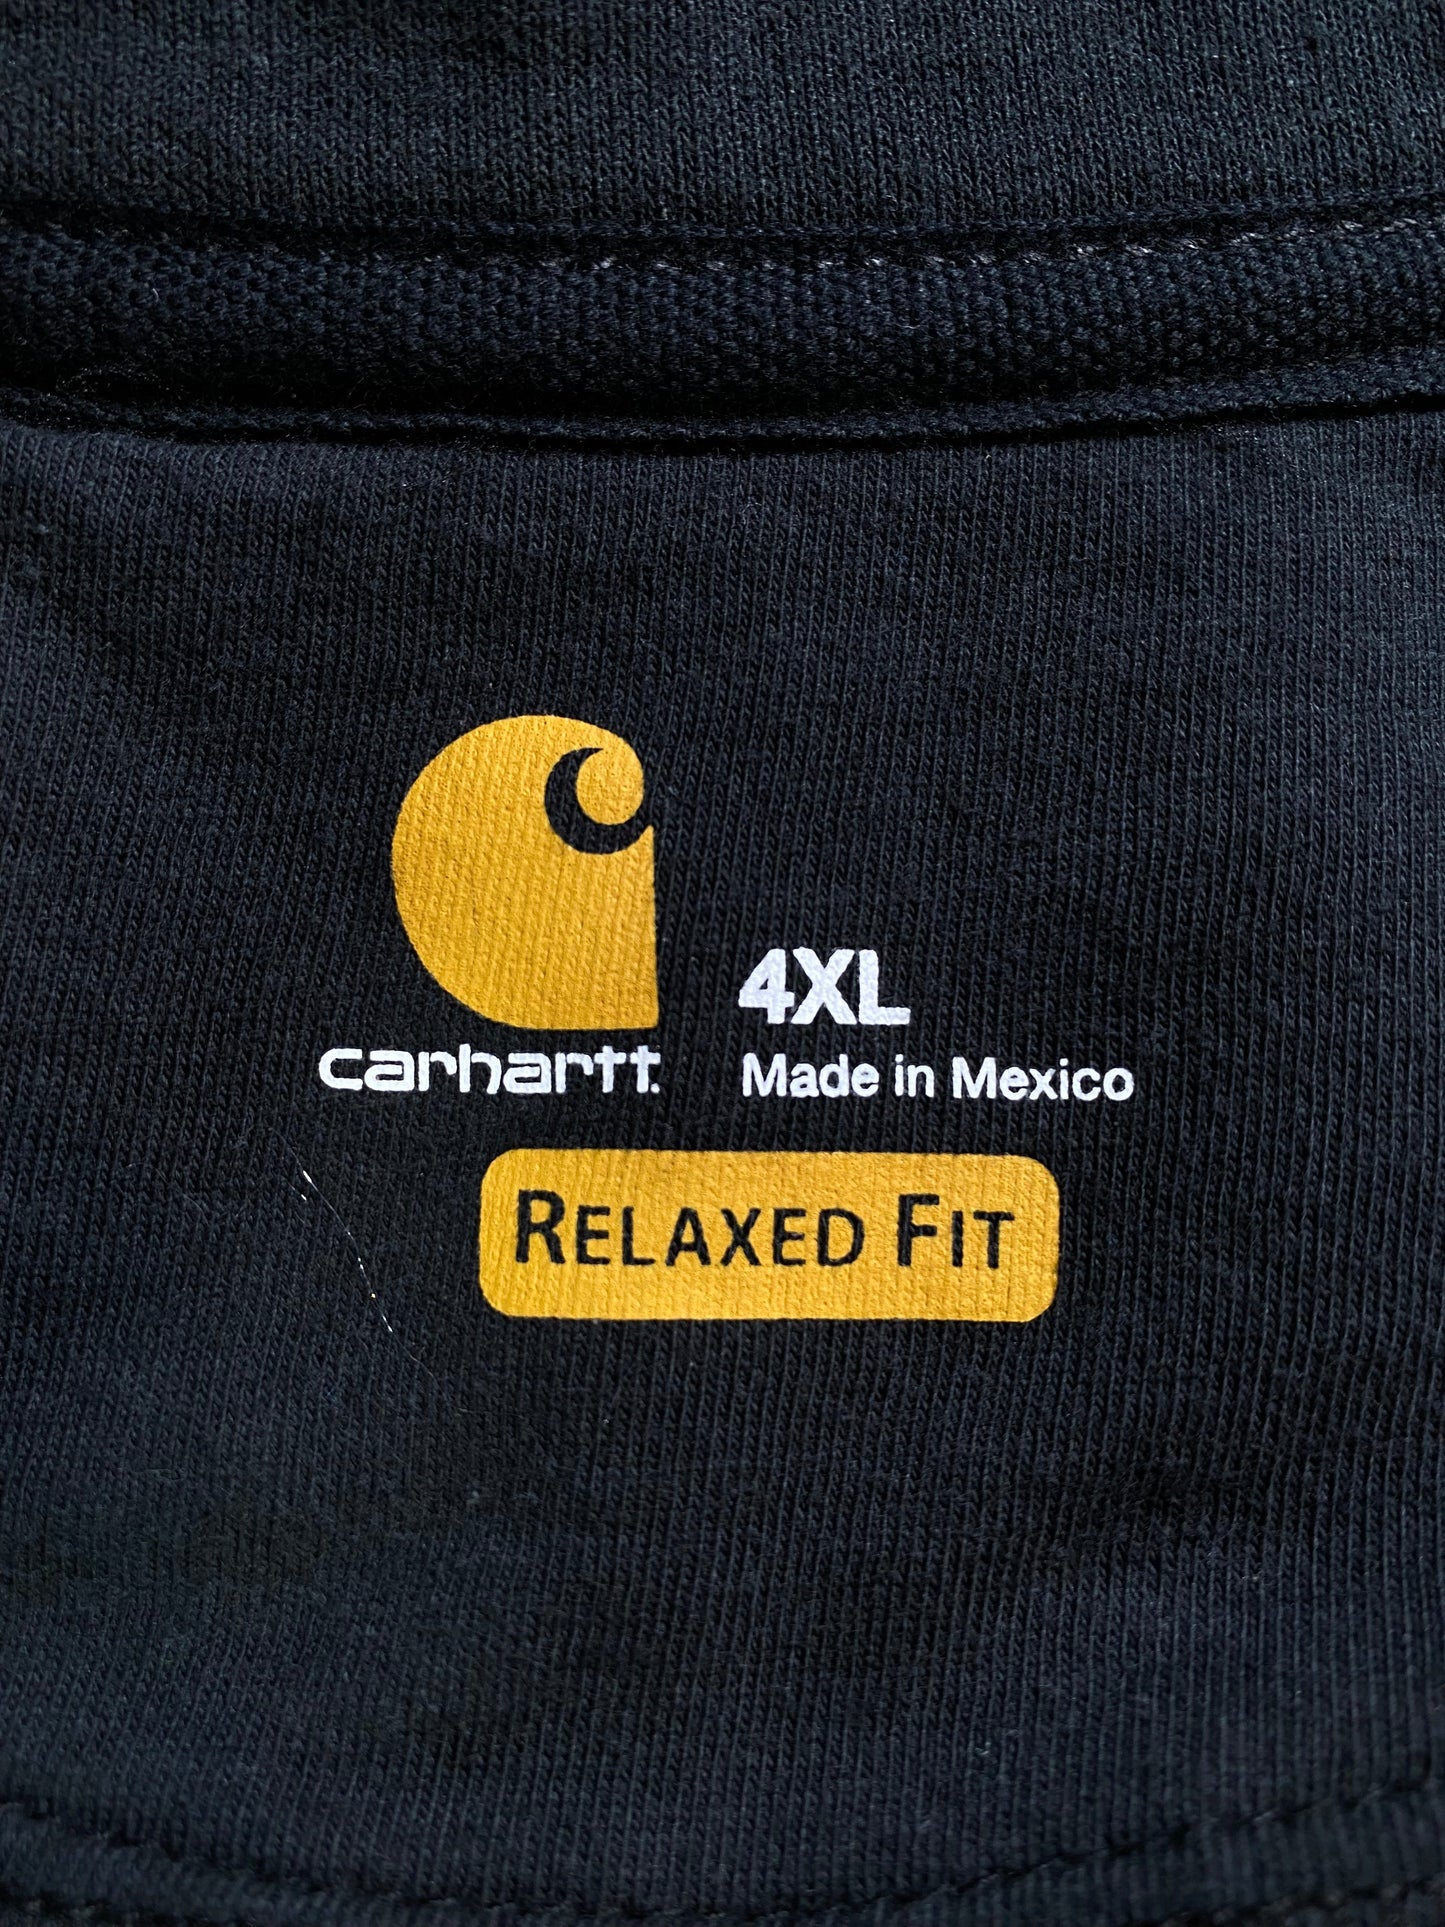 4XL
carhartt.
Made in Mexico
RELAXED FIT